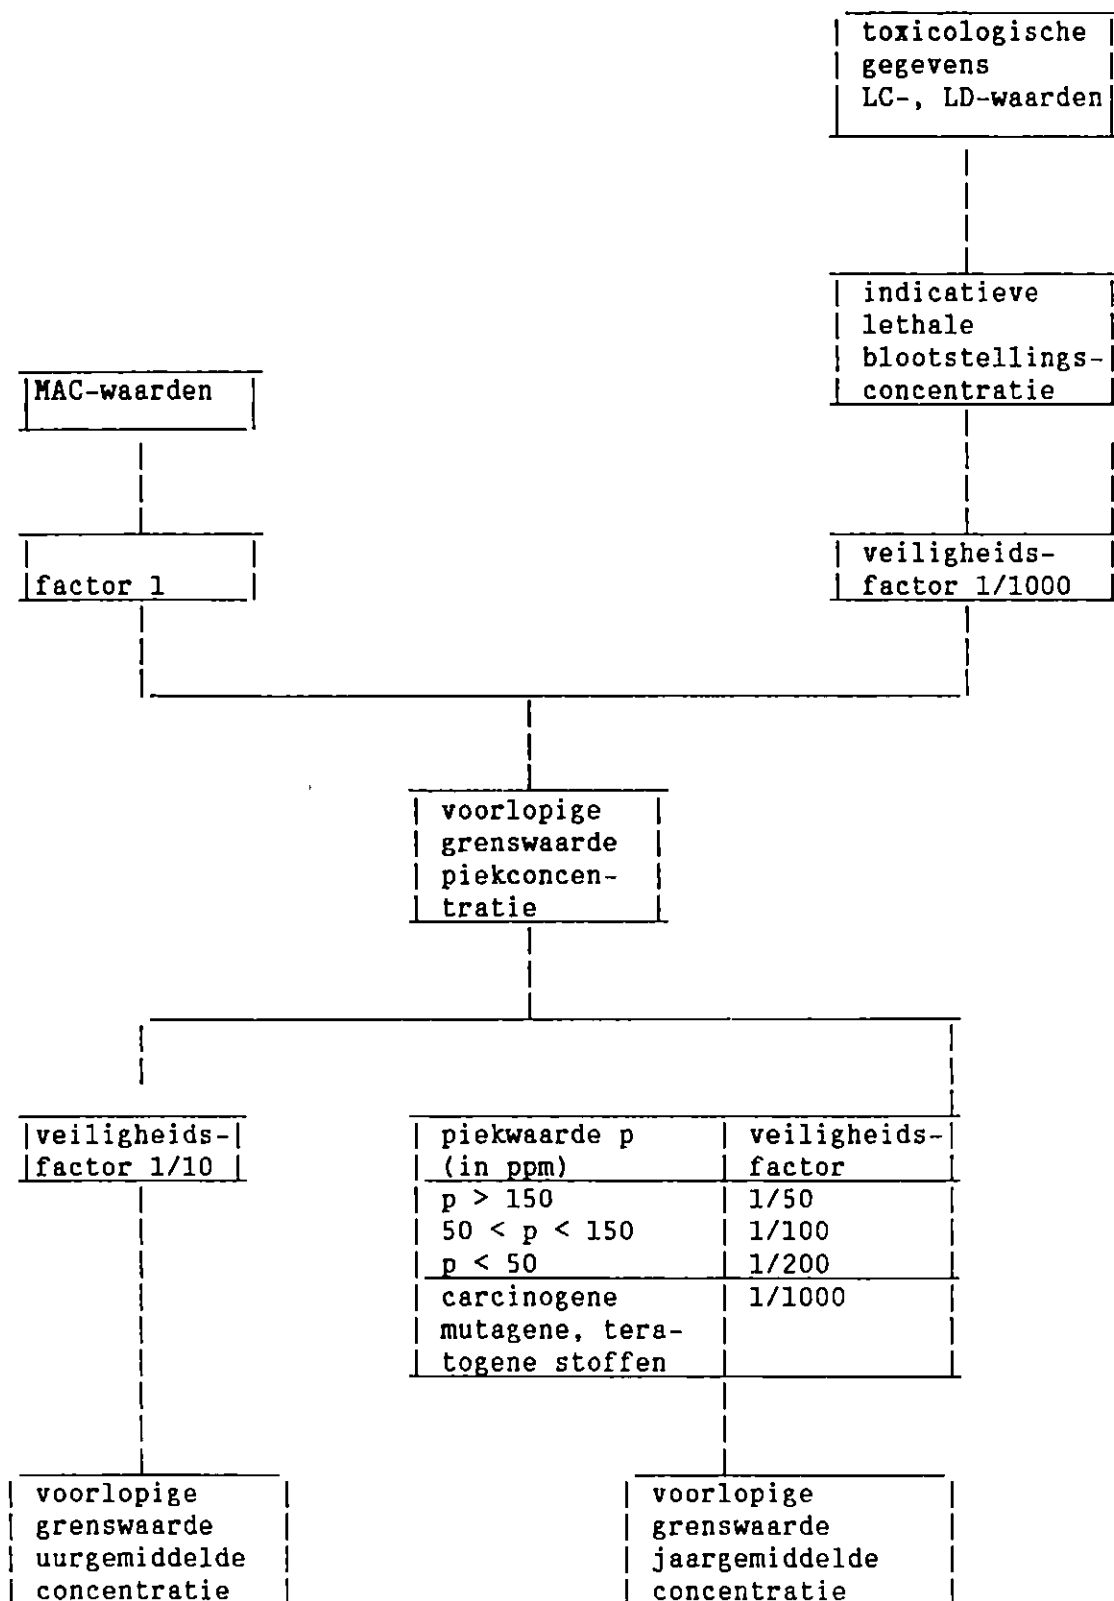 toxicologische
gegevens
LC-, LD-waarden
indicatieve
lethale
blootstellings-
concentratie
MAC-waarden
factor 1
veiligheids-
factor 1/1000
voorlopige
grenswaarde
piekconcen-
tratie
veiligheids-
factor 1/10
piekwaarde p veiligheids-
(in ppm) factor
p > 150 1/50
50 < p < 150 1/100
p < 50 1/200
carcinogene 1/1000
mutagene, tera-
togene stoffen
voorlopige
grenswaarde
uurgemiddelde
concentratie
voorlopige
grenswaarde
jaargemiddelde
concentratie